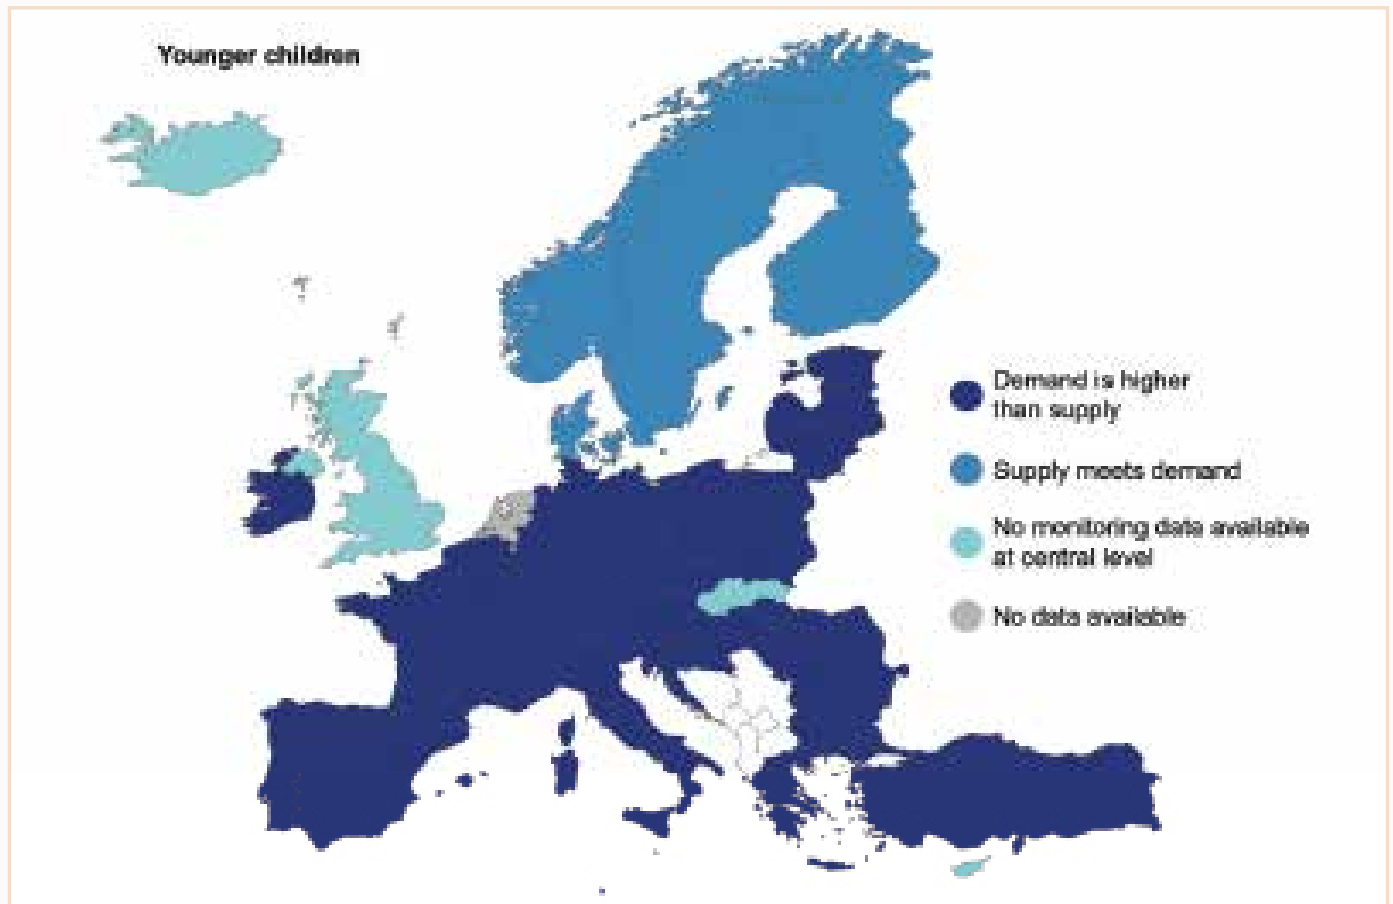 Younger children
Demand is higher
than supply
Supply meets demand
No monitoring data available
at central level
No data available